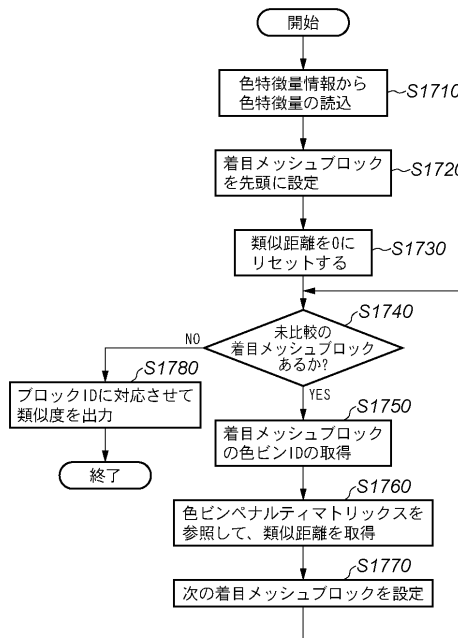 開始
色特徴量情報から
色特徴量の読込
S1710
着目メッシュブロック
を先頭に設定
S1720
類似距離を0に
リセットする
S1730
S1740
未比較の
着目メッシュブロック
あるか?
NO
YES
S1780
ブロックIDに対応させて
類似度を出力
終了
S1750
着目メッシュブロック
の色ビンIDの取得
S1760
色ビンペナルティマトリックスを
参照して、類似距離を取得
S1770
次の着目メッシュブロックを設定